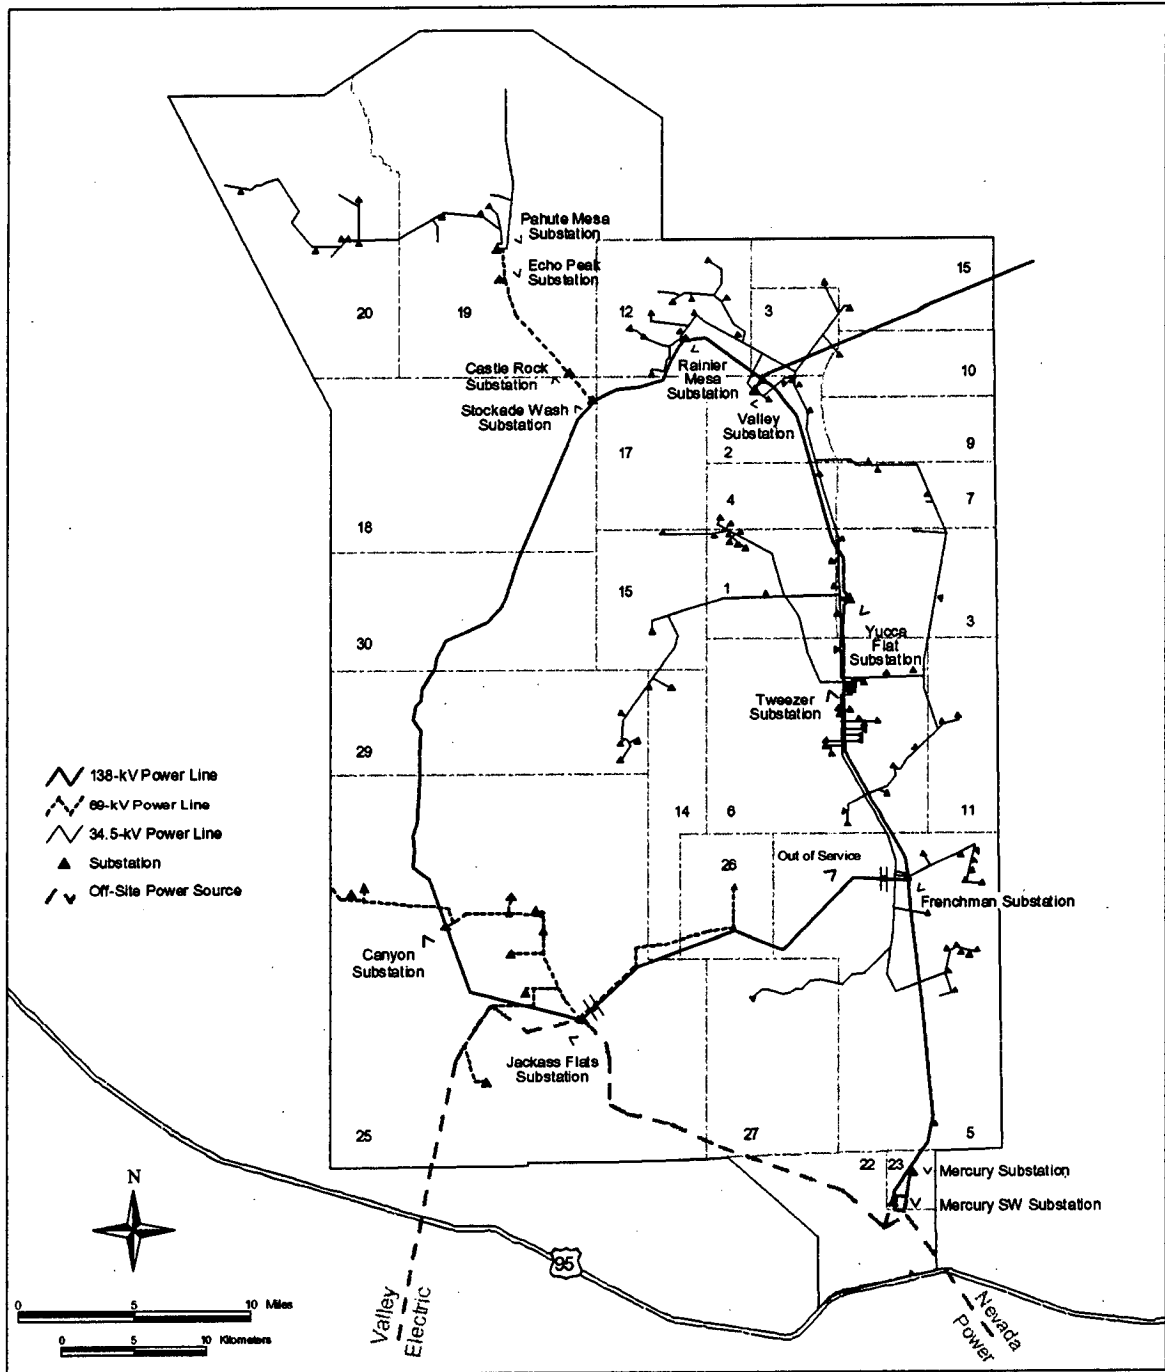 Pahute Mesa
Substation
Echo Peak
Substation
15
20
19
12
3
Castle Rock
Substation
Rainier
Mesa
Substation
10
Stockade Wash
Substation
Valley
Substation
17
2
9
4
7
18
15
1
3
Yucca
Flat
Substation
30
Tweezer
Substation
29
138-kV Power Line
69-kV Power Line
34.5-kV Power Line
Substation
Off-Site Power Source
14
6
11
26
Out of Service
Frenchman Substation
Canyon
Substation
Jackass Flats
Substation
25
27
5
22
23
Mercury Substation
Mercury SW Substation
N
95
Valley
Electric
Nevada
Power
0 5 10 Miles
0 5 10 Kilometers